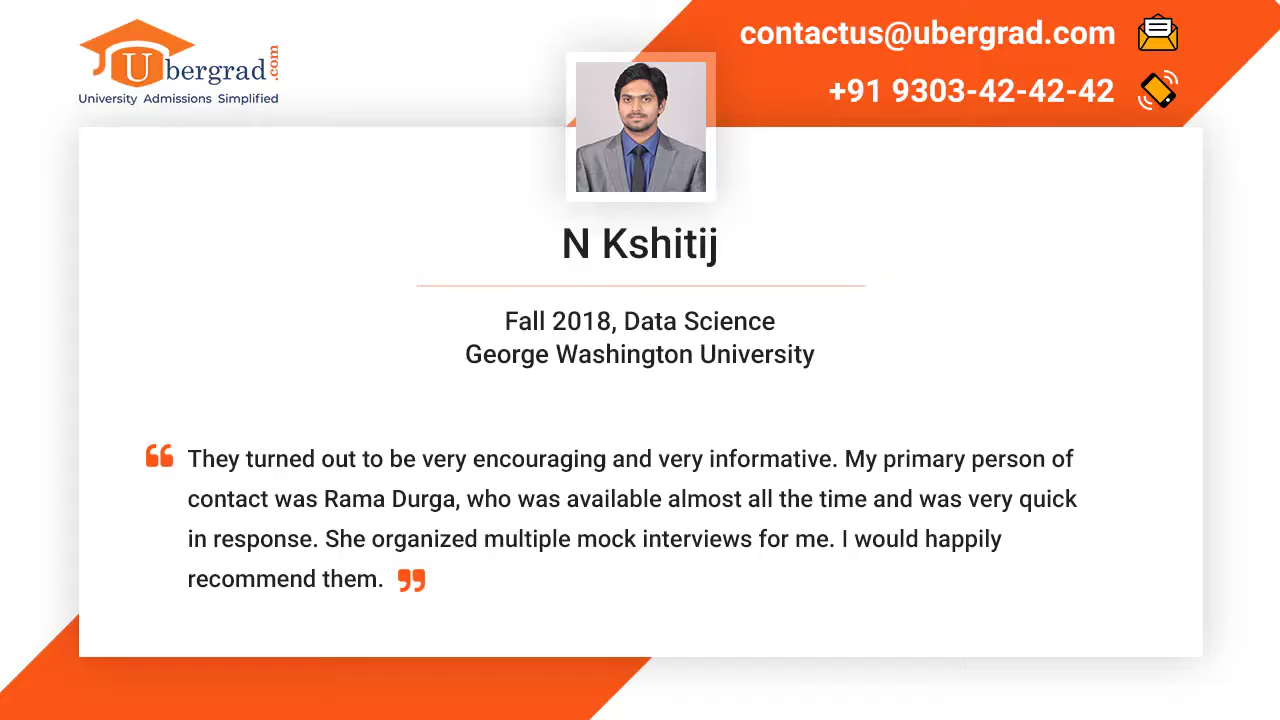 Ubergrad.com
University Admissions Simplified
contactus@ubergrad.com
+91 9303-42-42-42
N Kshitij
Fall 2018, Data Science
George Washington University
“ They turned out to be very encouraging and very informative. My primary person of
contact was Rama Durga, who was available almost all the time and was very quick
in response. She organized multiple mock interviews for me. I would happily
recommend them. ”